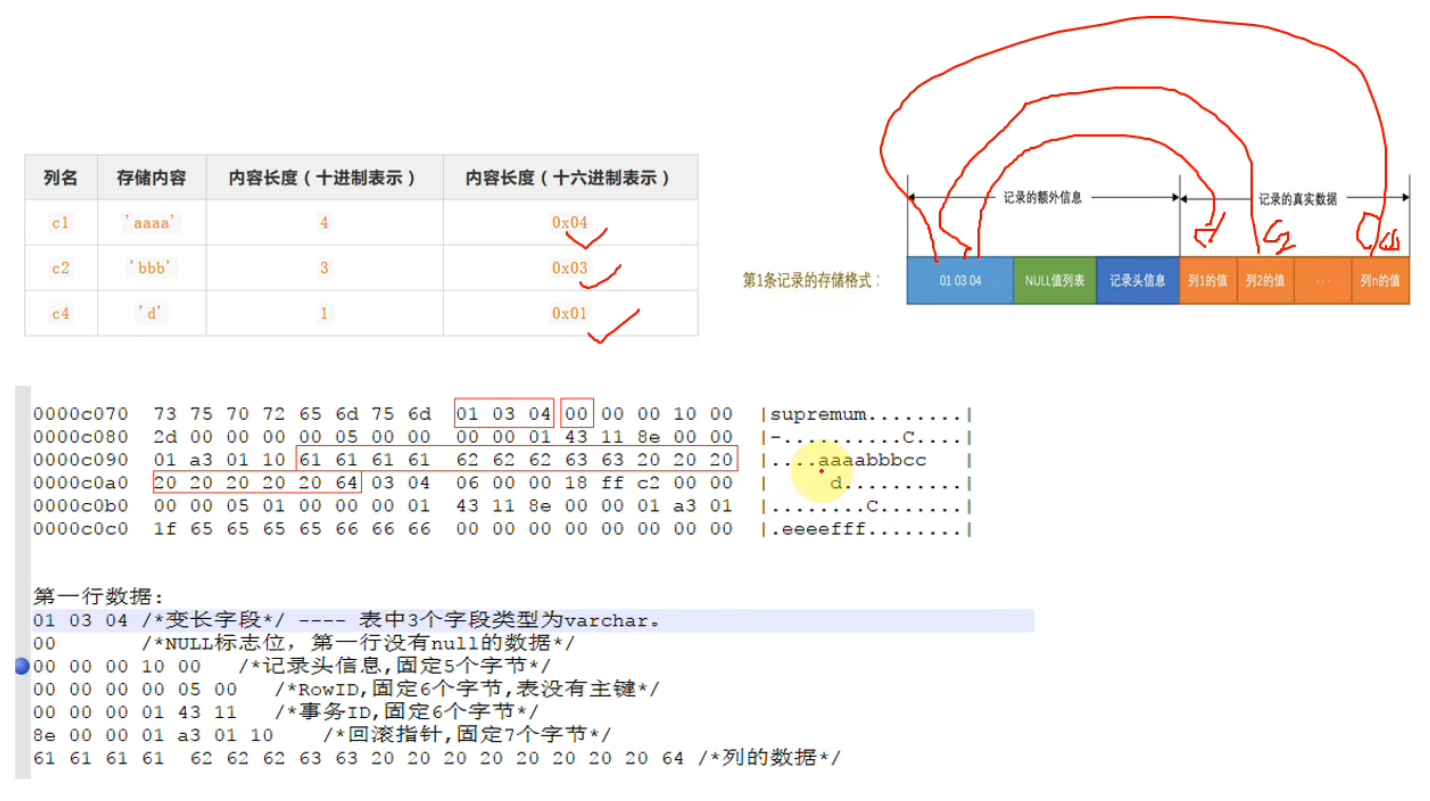 列名 存储内容 内容长度（十进制表示） 内容长度（十六进制表示）
c1 'aaaa' 4 0x04
c2 'bbb' 3 0x03
c4 'd' 1 0x01
记录的额外信息 记录的真实数据
第1条记录的存储格式： 01 03 04 NULL值列表 记录头信息 列1的值 列2的值 ... 列n的值
0000c070  73 75 70 72 65 6d 75 6d  01 03 04 00 00 00 10 00  |supremum........|
0000c080  2d 00 00 00 00 05 00 00  00 00 01 43 11 8e 00 00  |-..........C....|
0000c090  01 a3 01 10 61 61 61 61  62 62 62 63 63 20 20 20  |....aaaabbbcc   |
0000c0a0  20 20 20 20 20 64 03 04  06 00 00 18 ff c2 00 00  |     d..........|
0000c0b0  00 00 05 01 00 00 00 01  43 11 8e 00 00 01 a3 01  |........C.......|
0000c0c0  1f 65 65 65 65 66 66 66  00 00 00 00 00 00 00 00  |.eeeefff........|
第一行数据:
01 03 04 /*变长字段*/ ---- 表中3个字段类型为varchar。
00 /*NULL标志位，第一行没有null的数据*/
00 00 00 10 00 /*记录头信息,固定5个字节*/
00 00 00 00 05 00 /*RowID,固定6个字节,表没有主键*/
00 00 00 01 43 11 /*事务ID,固定6个字节*/
8e 00 00 01 a3 01 10 /*回滚指针,固定7个字节*/
61 61 61 61  62 62 62 63 63 20 20 20 20 20 20 20 20 64 /*列的数据*/